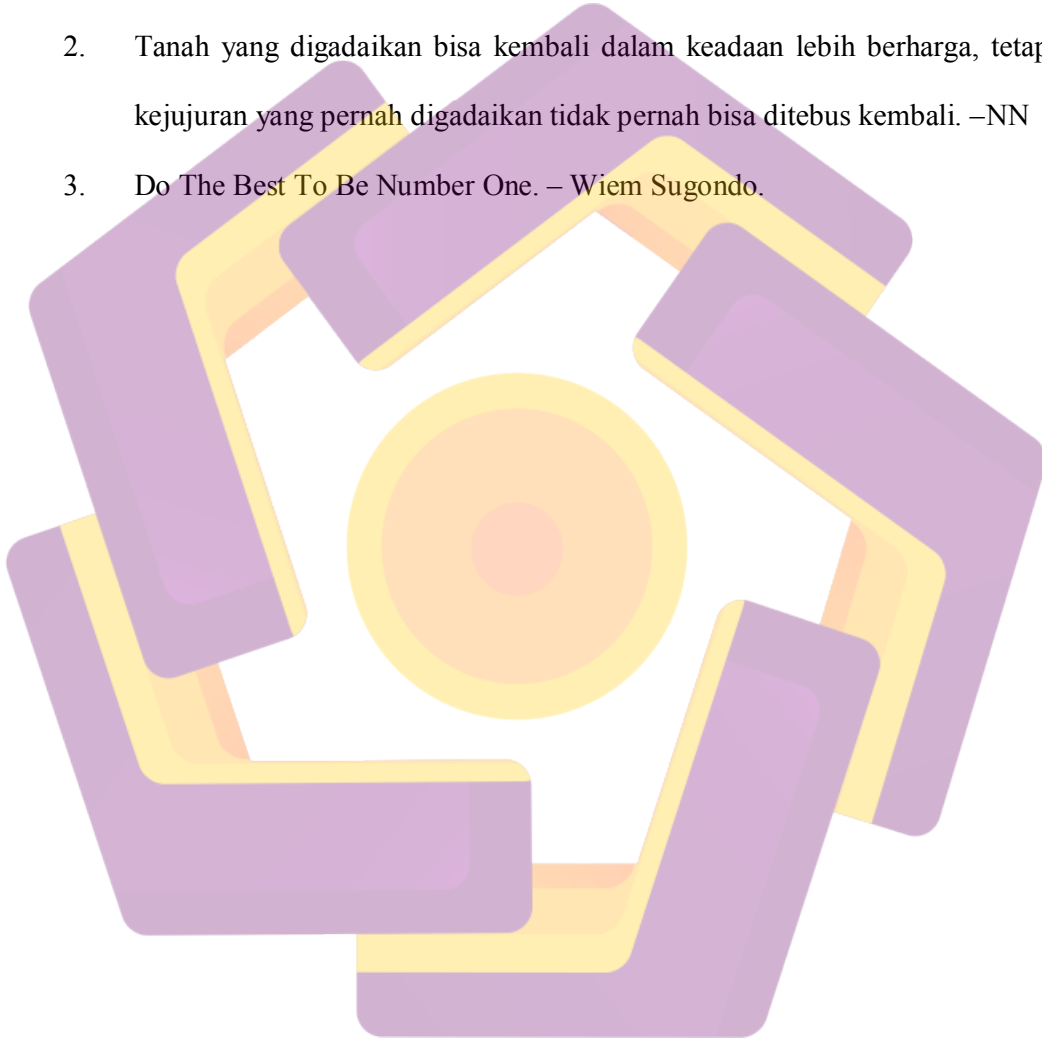 2. Tanah yang digadaikan bisa kembali dalam keadaan lebih berharga, tetap
kejujuran yang pernah digadaikan tidak pernah bisa ditebus kembali. –NN
3. Do The Best To Be Number One. – Wiem Sugondo.